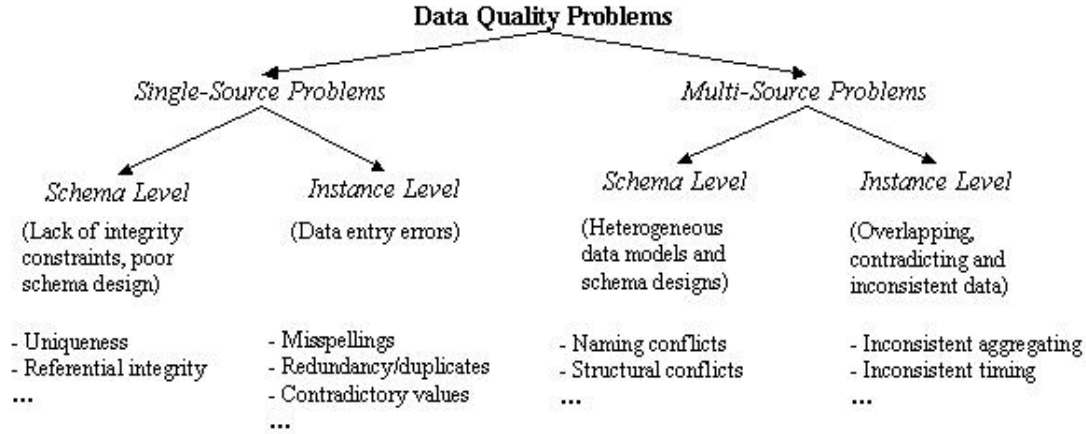 Data Quality Problems
Single-Source Problems
Multi-Source Problems
Schema Level
Instance Level
Schema Level
Instance Level
(Lack of integrity
constraints, poor
schema design)
(Data entry errors)
(Heterogeneous
data models and
schema designs)
(Overlapping,
contradicting and
inconsistent data)
- Uniqueness
- Referential integrity
...
- Misspellings
- Redundancy/duplicates
- Contradictory values
...
- Naming conflicts
- Structural conflicts
...
- Inconsistent aggregating
- Inconsistent timing
...